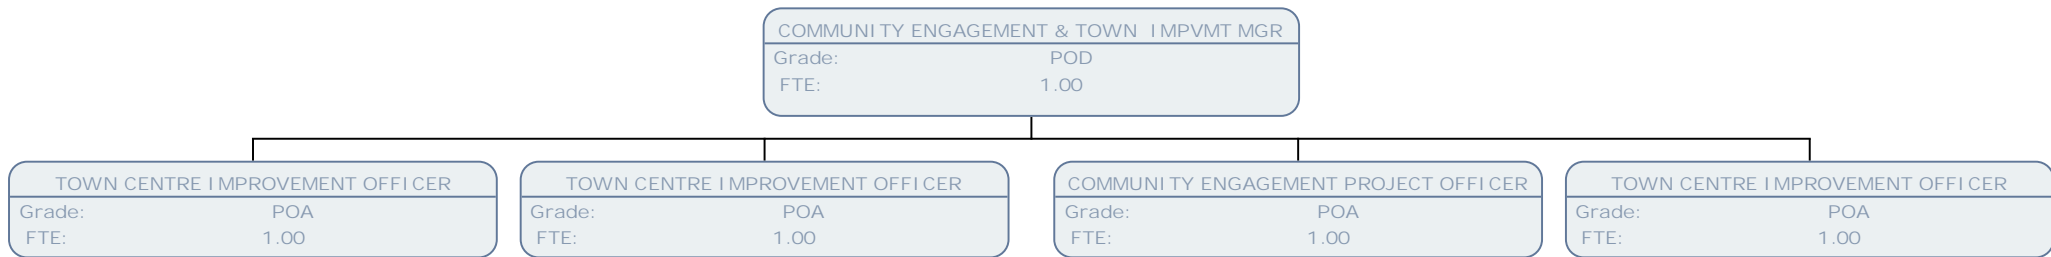 COMMUNITY ENGAGEMENT & TOWN IMPVMT MGR
Grade: POD
FTE: 1.00
TOWN CENTRE IMPROVEMENT OFFICER
Grade: POA
FTE: 1.00
TOWN CENTRE IMPROVEMENT OFFICER
Grade: POA
FTE: 1.00
COMMUNITY ENGAGEMENT PROJECT OFFICER
Grade: POA
FTE: 1.00
TOWN CENTRE IMPROVEMENT OFFICER
Grade: POA
FTE: 1.00